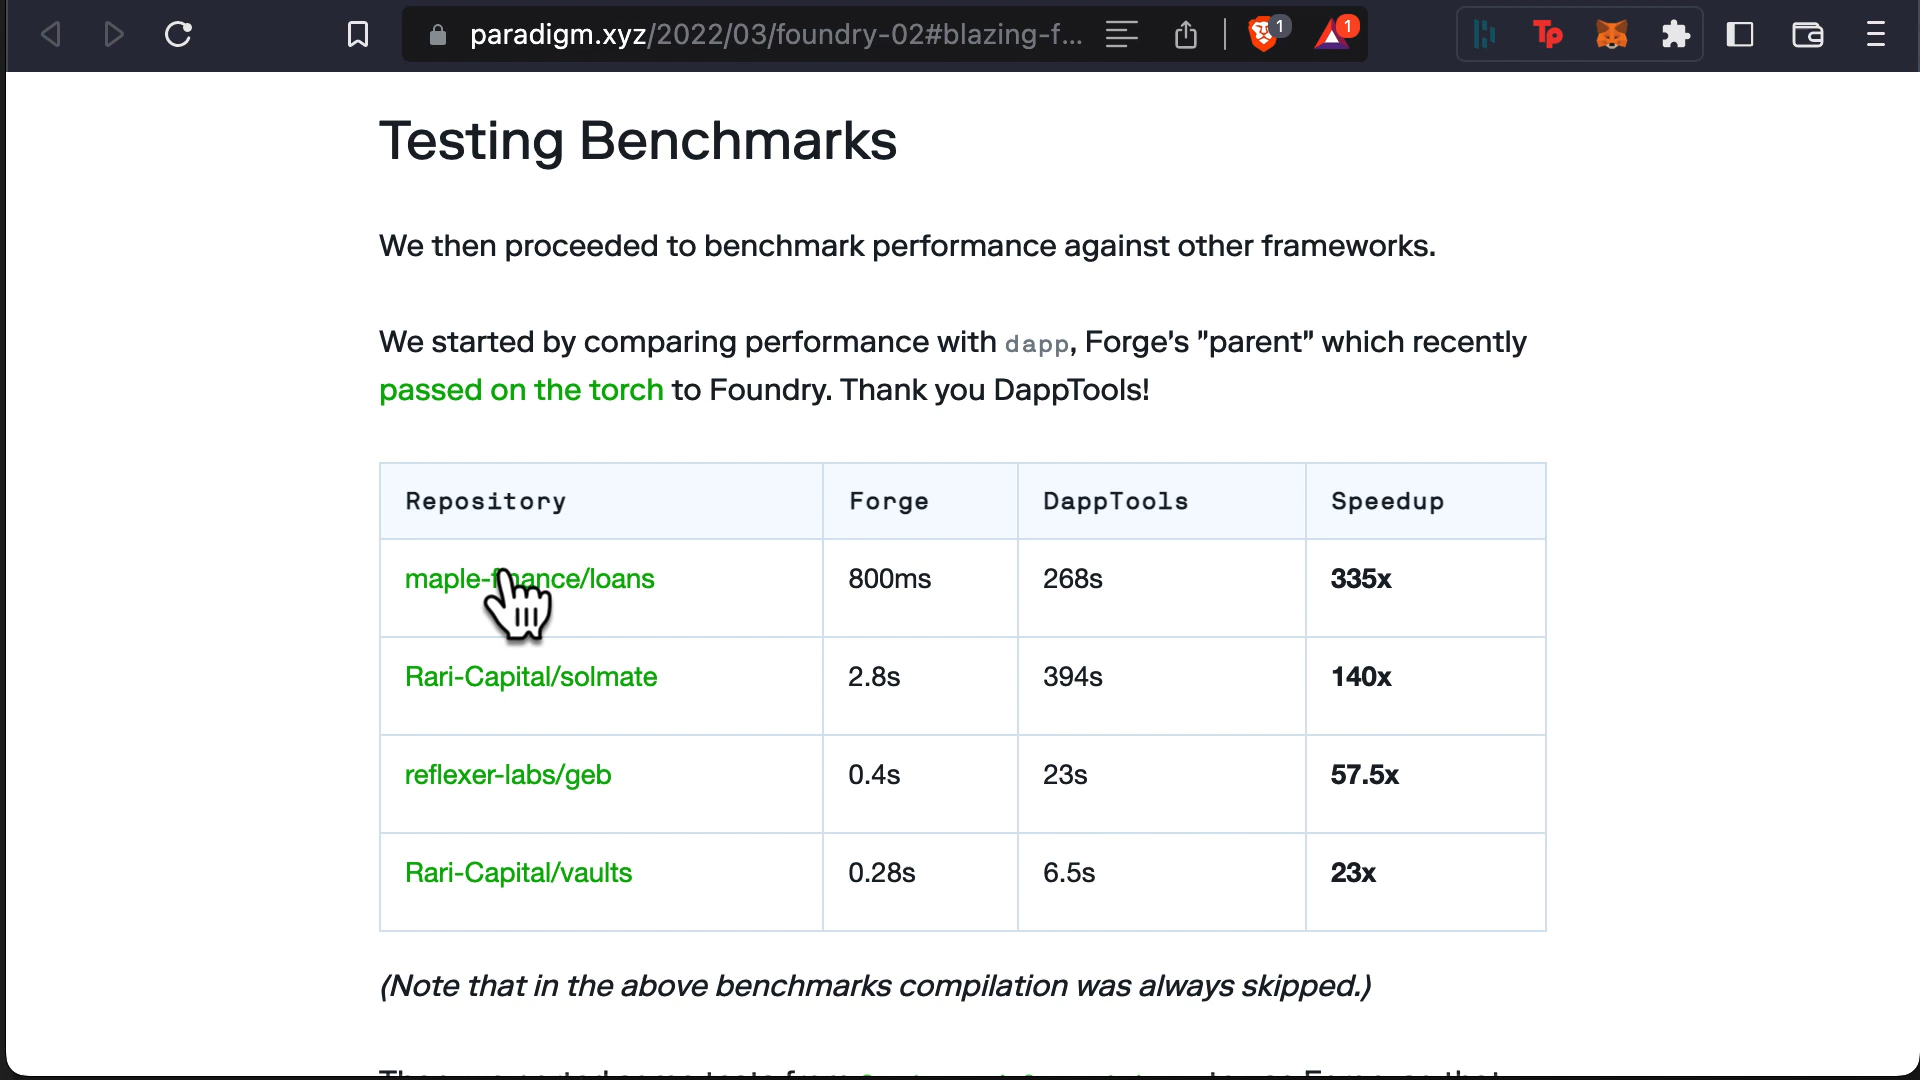 paradigm.xyz/2022/03/foundry-02#blazing-f...
1
1
Tp
Testing Benchmarks
We then proceeded to benchmark performance against other frameworks.
We started by comparing performance with dapp, Forge's "parent" which recently
passed on the torch to Foundry. Thank you DappTools!
Repository Forge DappTools Speedup
maple-finance/loans 800ms 268s 335x
Rari-Capital/solmate 2.8s 394s 140x
reflexer-labs/geb 0.4s 23s 57.5x
Rari-Capital/vaults 0.28s 6.5s 23x
(Note that in the above benchmarks compilation was always skipped.)